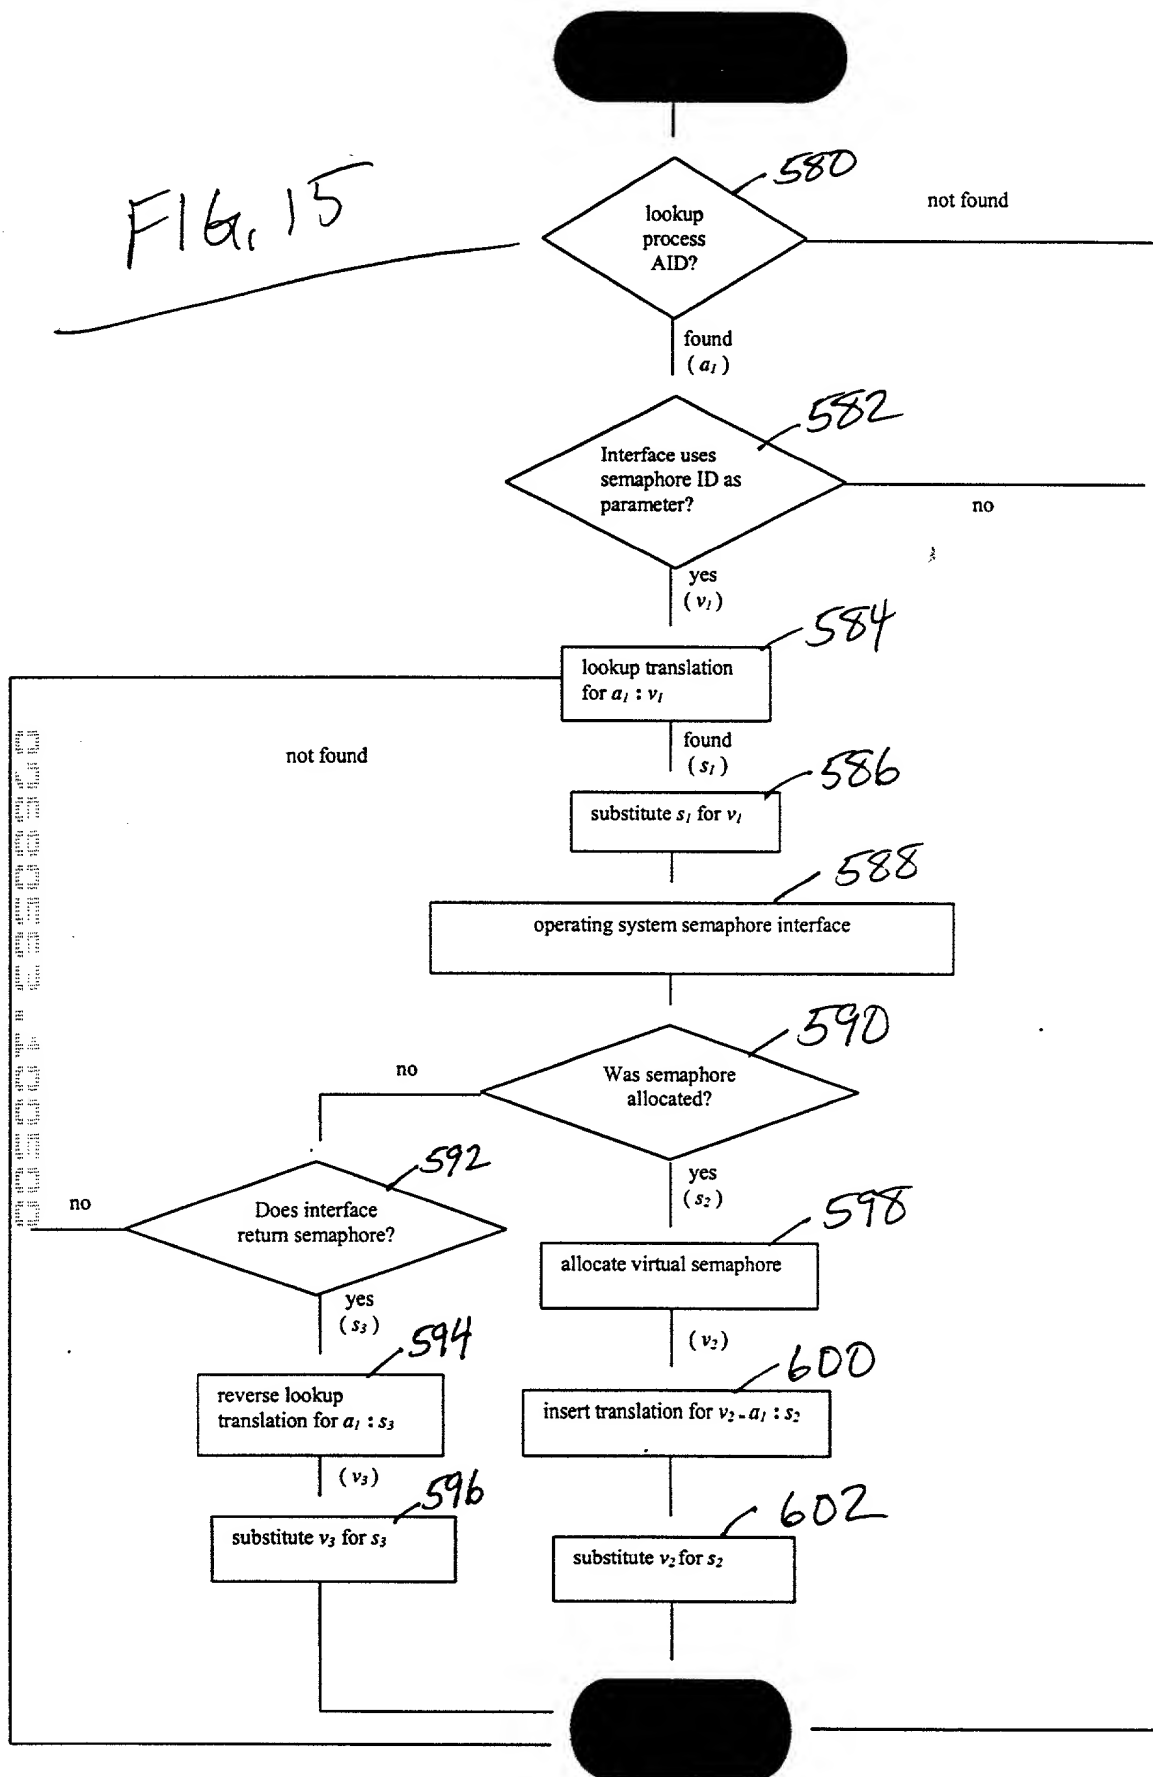 FIG. 15
580
lookup
process
AID?
not found
found
(a1)
582
Interface uses
semaphore ID as
parameter?
no
yes
(v1)
584
lookup translation
for a1 : v1
not found
found
(s1)
586
substitute s1 for v1
588
operating system semaphore interface
590
Was semaphore
allocated?
no
592
Does interface
return semaphore?
no
yes
(s2)
598
allocate virtual semaphore
yes
(s3)
(v2)
594
reverse lookup
translation for a1 : s3
600
insert translation for v2 - a1 : s2
(v3)
596
substitute v3 for s3
602
substitute v2 for s2